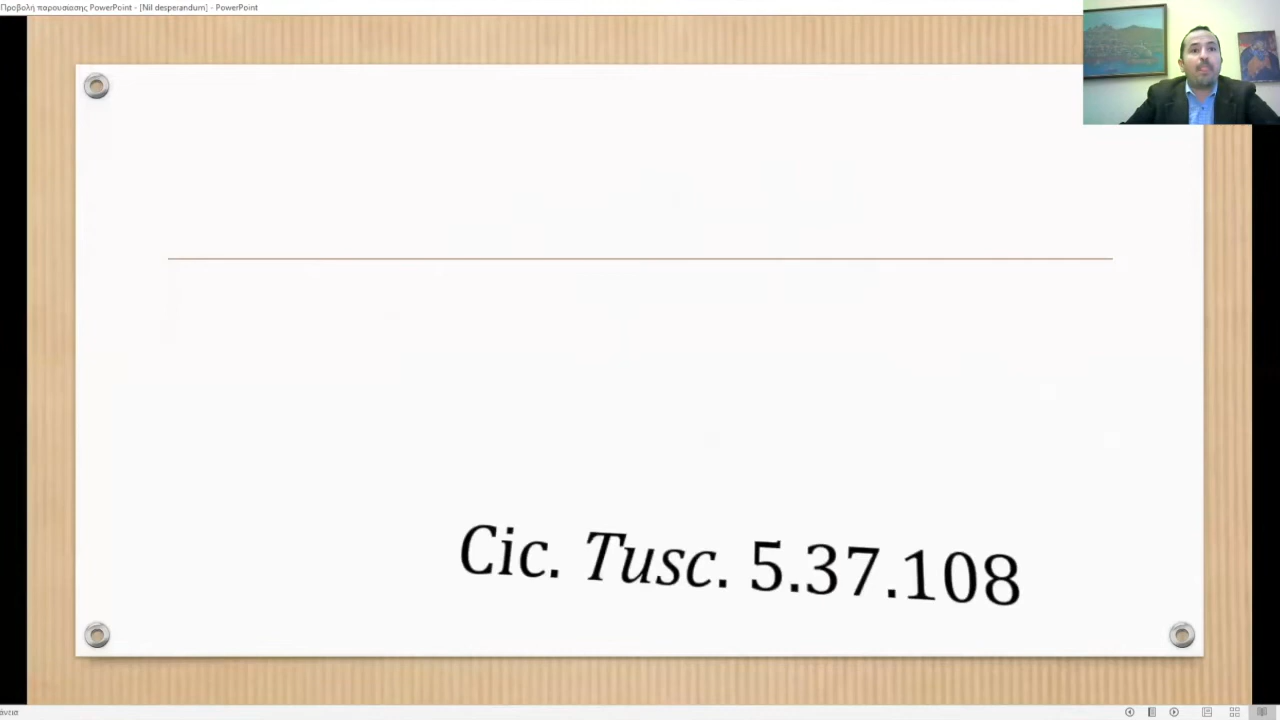 Προβολή παρουσίασης PowerPoint - [Nil desperandum] - PowerPoint
Cic. Tusc. 5.37.108